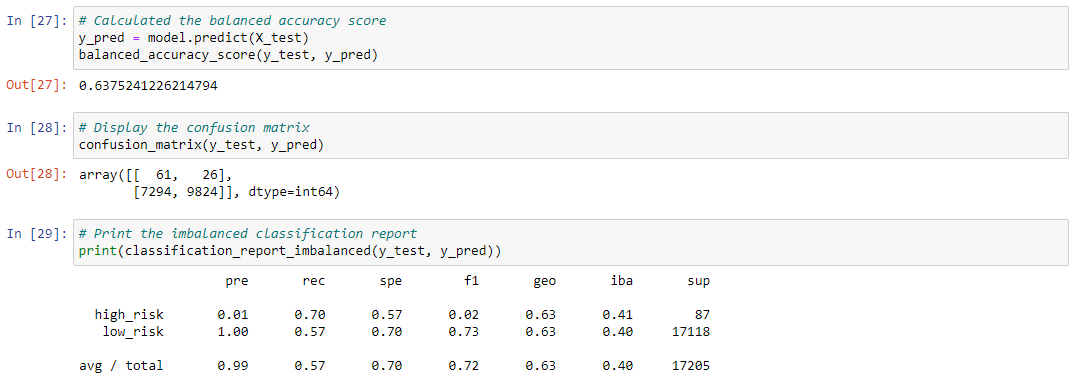 In [27]: # Calculated the balanced accuracy score
y_pred = model.predict(X_test)
balanced_accuracy_score(y_test, y_pred)
Out[27]: 0.6375241226214794
In [28]: # Display the confusion matrix
confusion_matrix(y_test, y_pred)
Out[28]: array([[  61,   26],
       [7294, 9824]], dtype=int64)
In [29]: # Print the imbalanced classification report
print(classification_report_imbalanced(y_test, y_pred))
pre rec spe f1 geo iba sup
high_risk 0.01 0.70 0.57 0.02 0.63 0.41 87
low_risk 1.00 0.57 0.70 0.73 0.63 0.40 17118
avg / total 0.99 0.57 0.70 0.72 0.63 0.40 17205